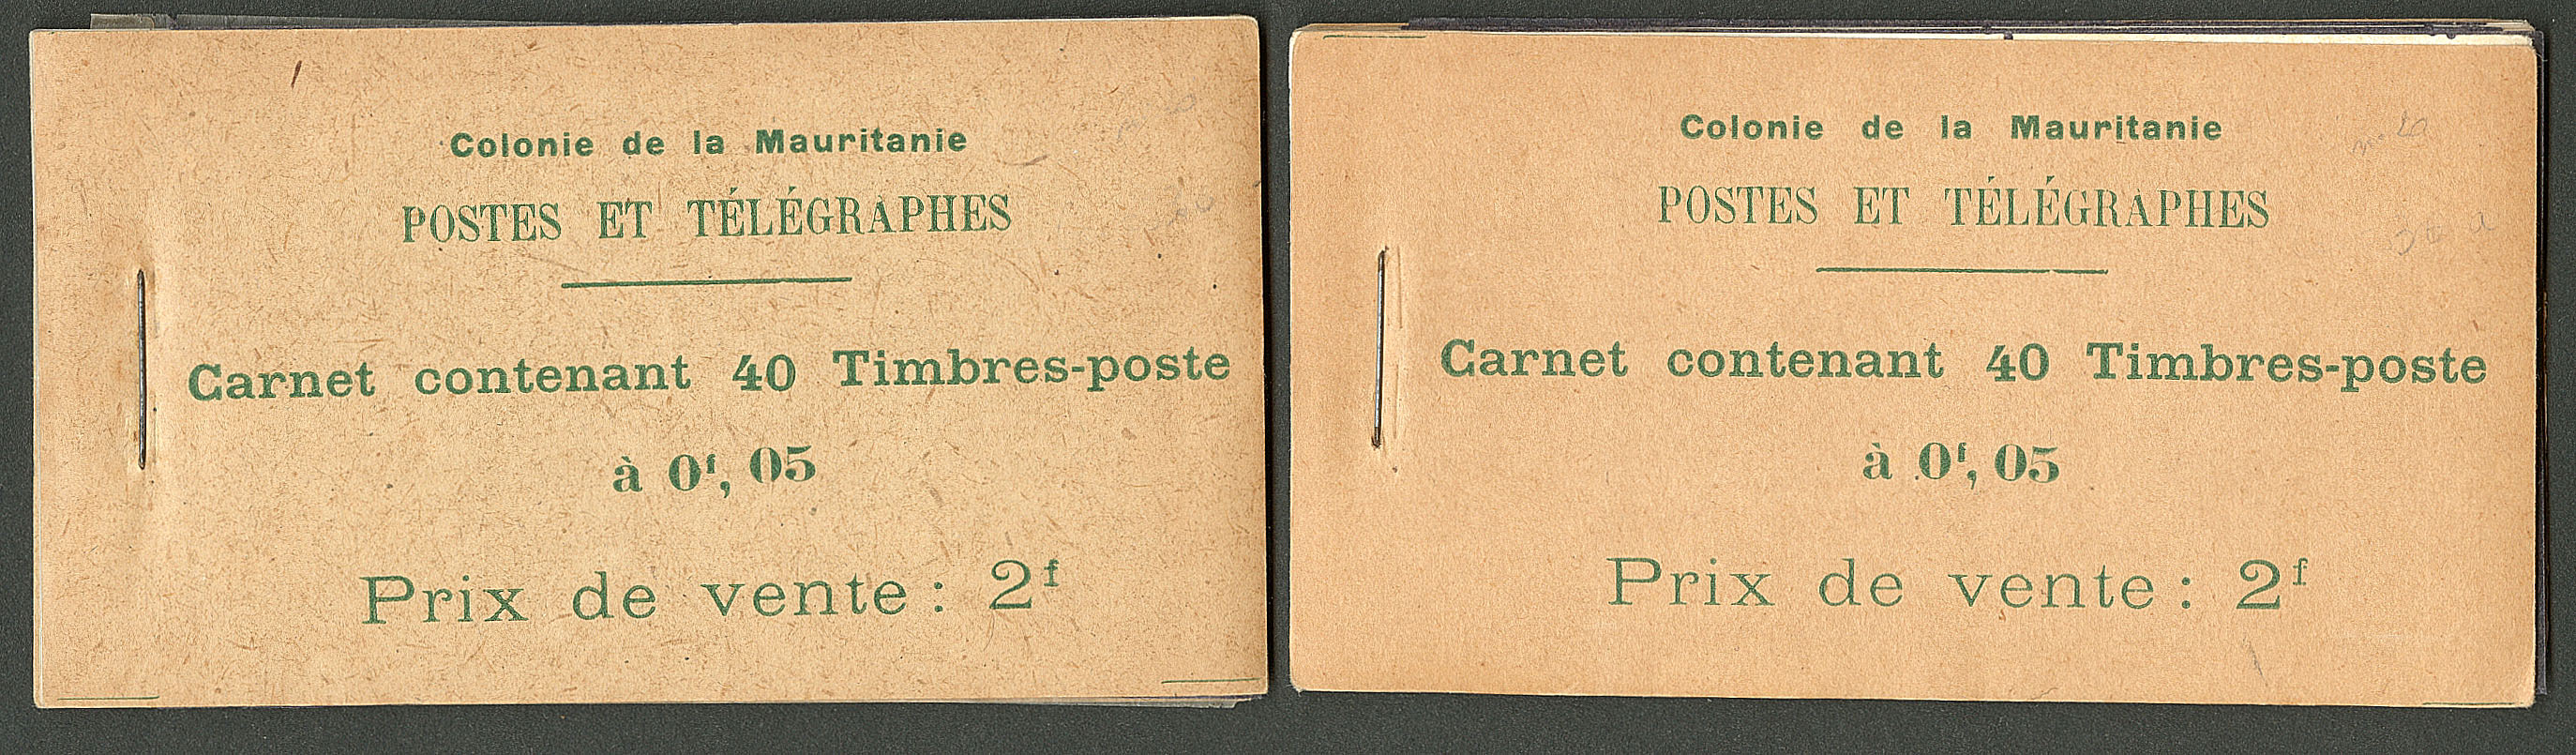 Colonie de la Mauritanie
POSTES ET TÉLÉGRAPHES
Carnet contenant 40 Timbres-poste
à 0f, 05
Prix de vente : 2f
Colonie de la Mauritanie
POSTES ET TÉLÉGRAPHES
Carnet contenant 40 Timbres-poste
à 0f, 05
Prix de vente : 2f